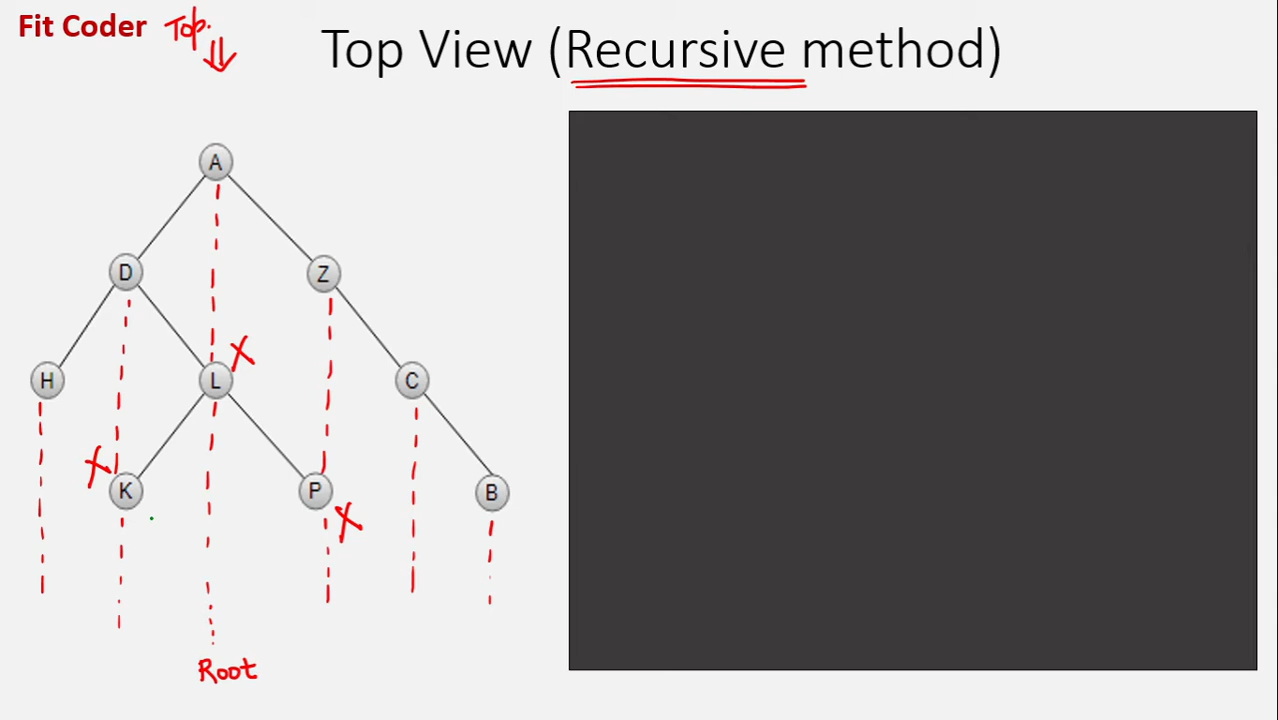 Fit Coder Top.
Top View (Recursive method)
A
D Z
H L X C
X K P X B
Root